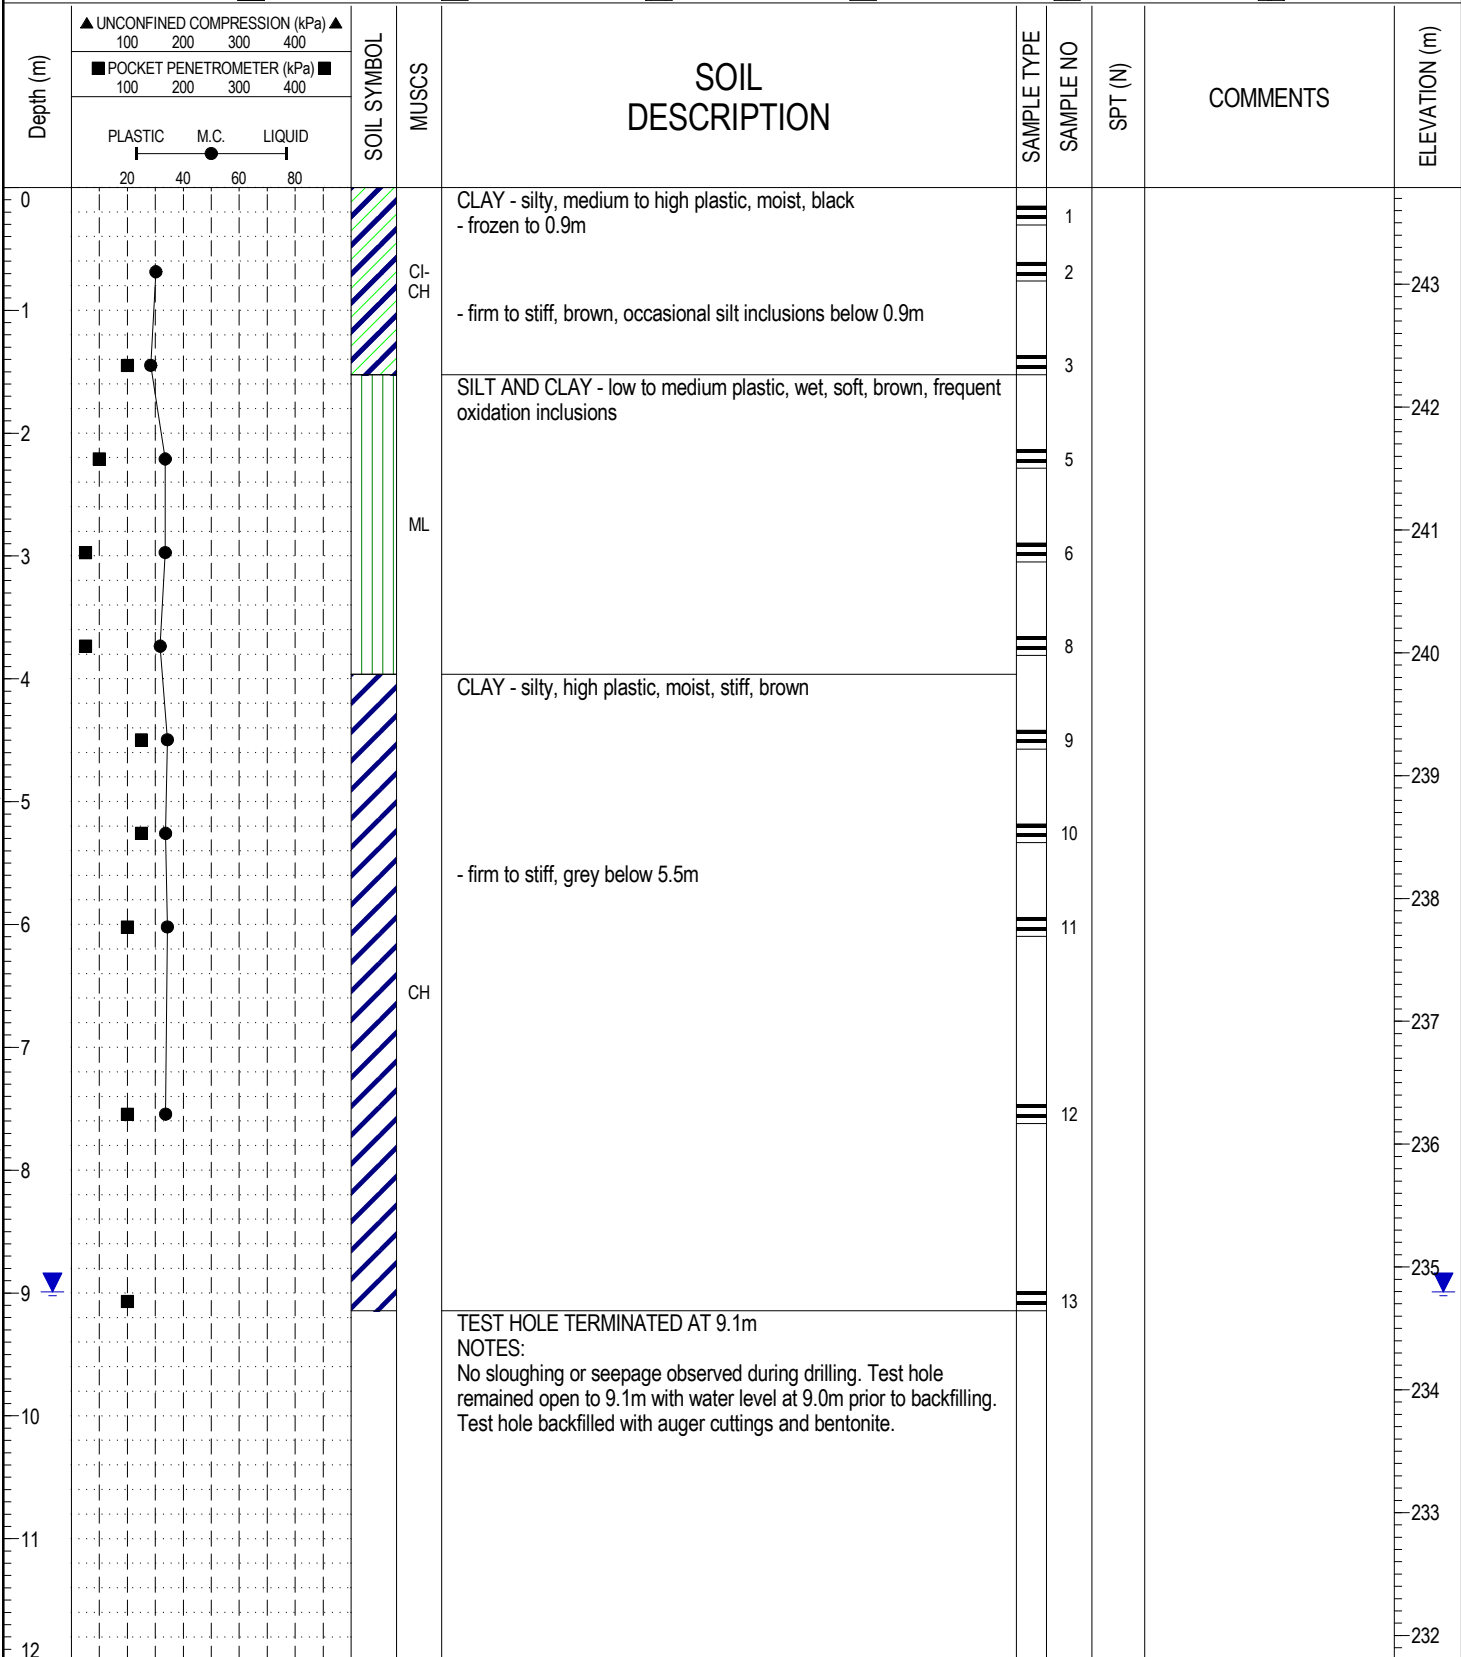 ▲ UNCONFINED COMPRESSION (kPa) ▲
100 200 300 400
■ POCKET PENETROMETER (kPa) ■
100 200 300 400
PLASTIC M.C. LIQUID
20 40 60 80
Depth (m)
SOIL SYMBOL
MUSCS
SOIL
DESCRIPTION
SAMPLE TYPE
SAMPLE NO
SPT (N)
COMMENTS
ELEVATION (m)
0
CLAY - silty, medium to high plastic, moist, black
1
- frozen to 0.9m
CI-
CH
2
243
1
- firm to stiff, brown, occasional silt inclusions below 0.9m
3
SILT AND CLAY - low to medium plastic, wet, soft, brown, frequent
oxidation inclusions
242
2
5
ML
241
3
6
8
240
4
CLAY - silty, high plastic, moist, stiff, brown
9
239
5
10
- firm to stiff, grey below 5.5m
238
6
11
CH
237
7
12
236
8
235
9
13
TEST HOLE TERMINATED AT 9.1m
NOTES:
No sloughing or seepage observed during drilling. Test hole
remained open to 9.1m with water level at 9.0m prior to backfilling.
Test hole backfilled with auger cuttings and bentonite.
234
10
233
11
232
12